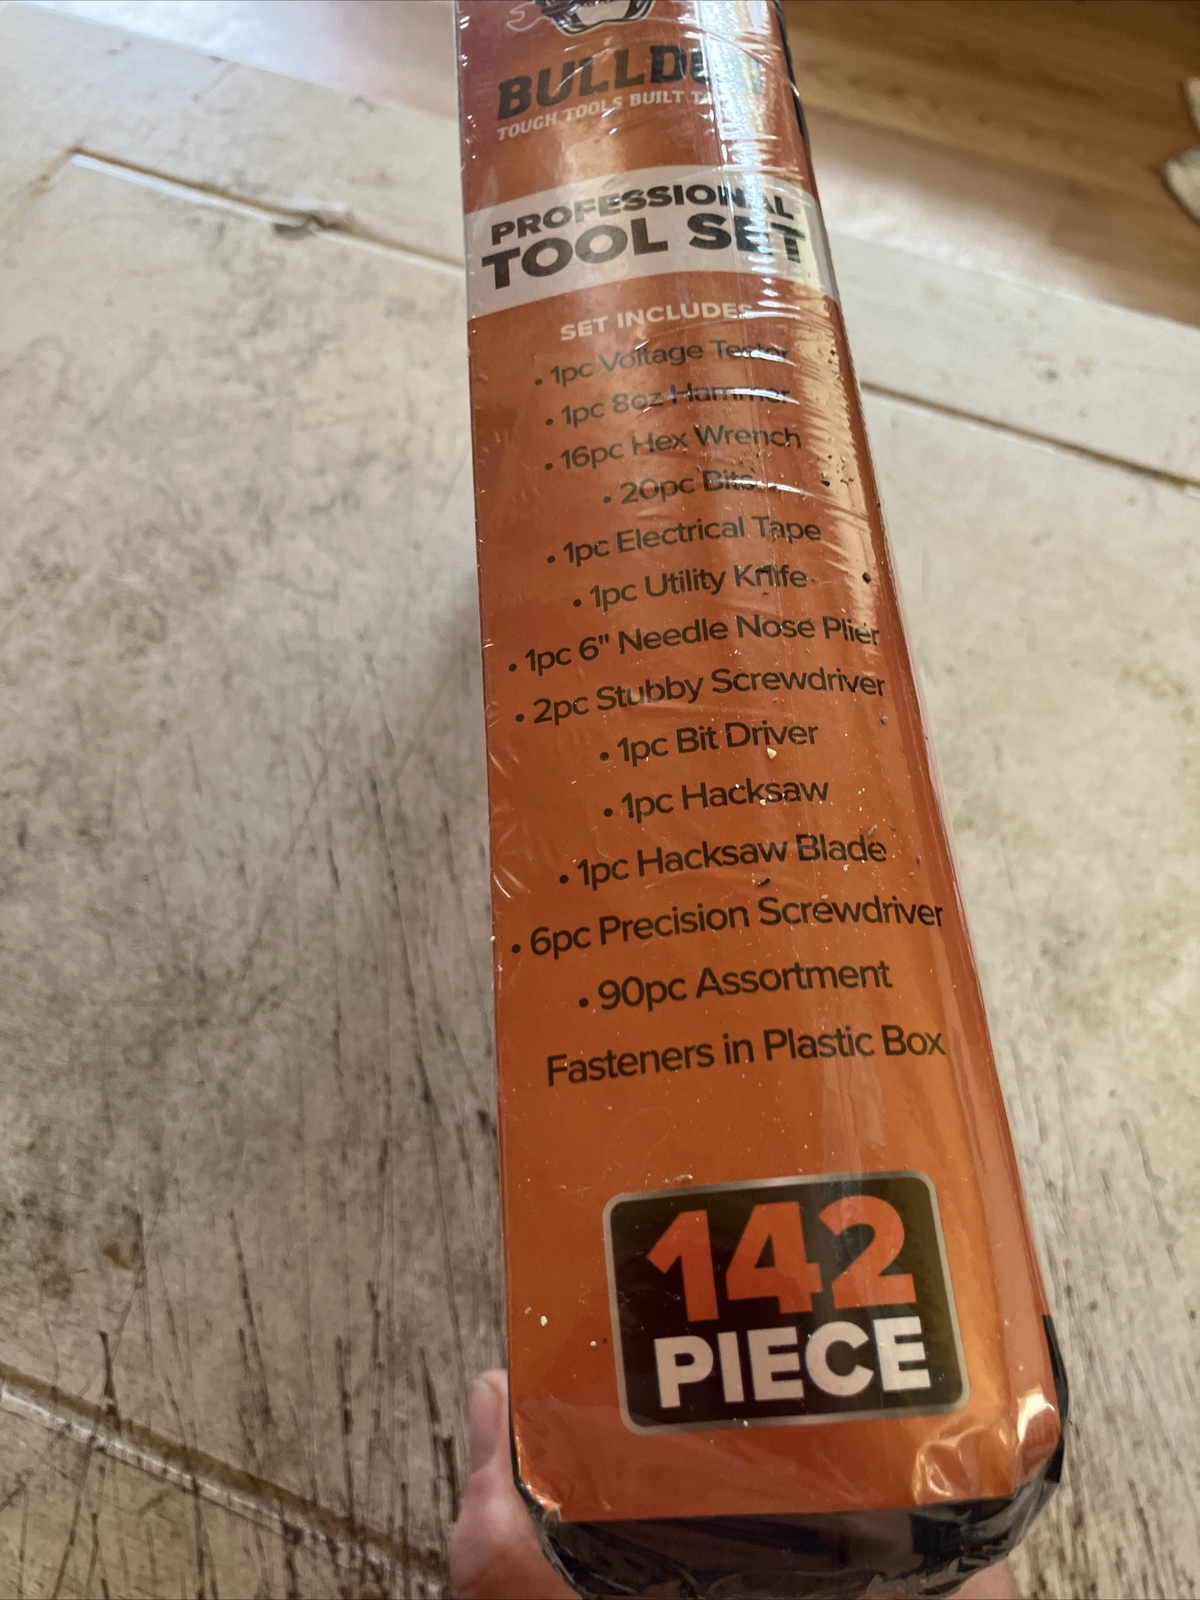 BULLDO
TOUGH TOOLS BUILT
PROFESSIONAL
TOOL SET
SET INCLUDES
• 1pc Voltage Tester
• 1pc 8oz Hammer
• 16pc Hex Wrench
• 20pc Bits
• 1pc Electrical Tape
• 1pc Utility Knife
• 1pc 6" Needle Nose Plier
• 2pc Stubby Screwdriver
• 1pc Bit Driver
• 1pc Hacksaw
• 1pc Hacksaw Blade
• 6pc Precision Screwdriver
• 90pc Assortment
Fasteners in Plastic Box
142
PIECE